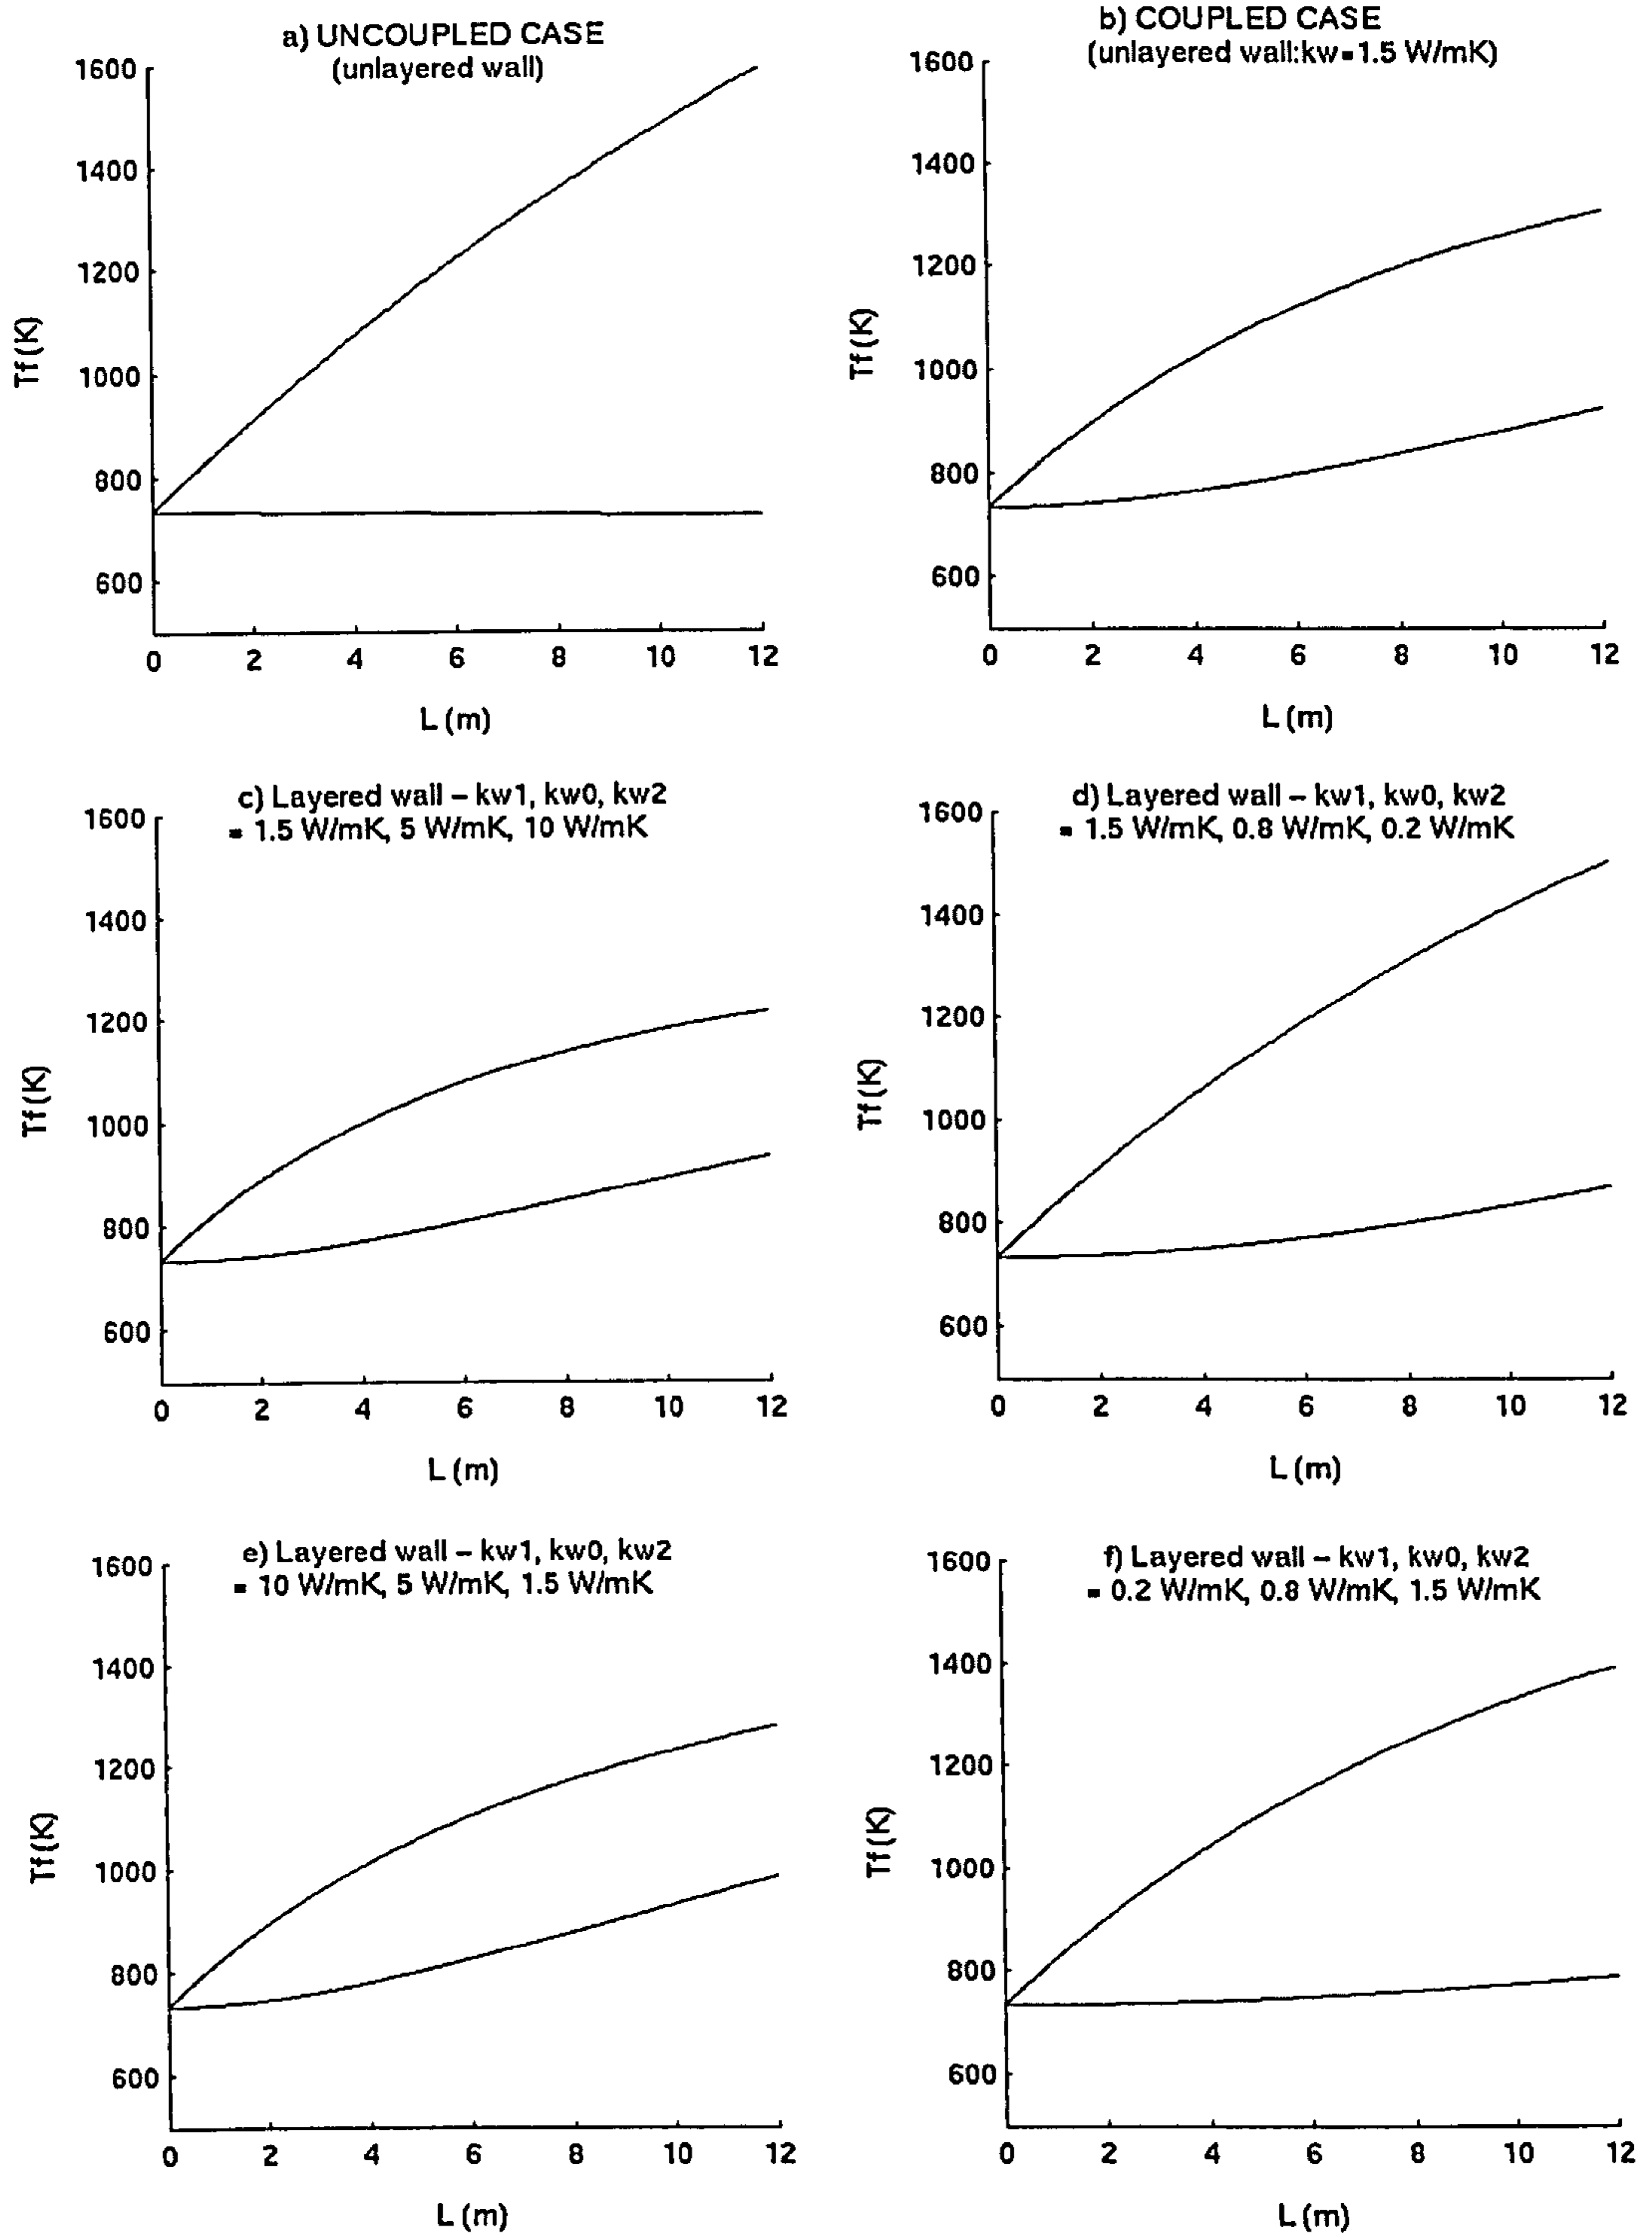 a) UNCOUPLED CASE
(unlayered wall)
1600
1400
1200
1000
800
600
Tf (K)
0 2 4 6 8 10 12
L (m)
b) COUPLED CASE
(unlayered wall:kw=1.5 W/mK)
1600
1400
1200
1000
800
600
Tf (K)
0 2 4 6 8 10 12
L (m)
c) Layered wall – kw1, kw0, kw2
= 1.5 W/mK, 5 W/mK, 10 W/mK
1600
1400
1200
1000
800
600
Tf (K)
0 2 4 6 8 10 12
L (m)
d) Layered wall – kw1, kw0, kw2
= 1.5 W/mK, 0.8 W/mK, 0.2 W/mK
1600
1400
1200
1000
800
600
Tf (K)
0 2 4 6 8 10 12
L (m)
e) Layered wall – kw1, kw0, kw2
= 10 W/mK, 5 W/mK, 1.5 W/mK
1600
1400
1200
1000
800
600
Tf (K)
0 2 4 6 8 10 12
L (m)
f) Layered wall – kw1, kw0, kw2
= 0.2 W/mK, 0.8 W/mK, 1.5 W/mK
1600
1400
1200
1000
800
600
Tf (K)
0 2 4 6 8 10 12
L (m)